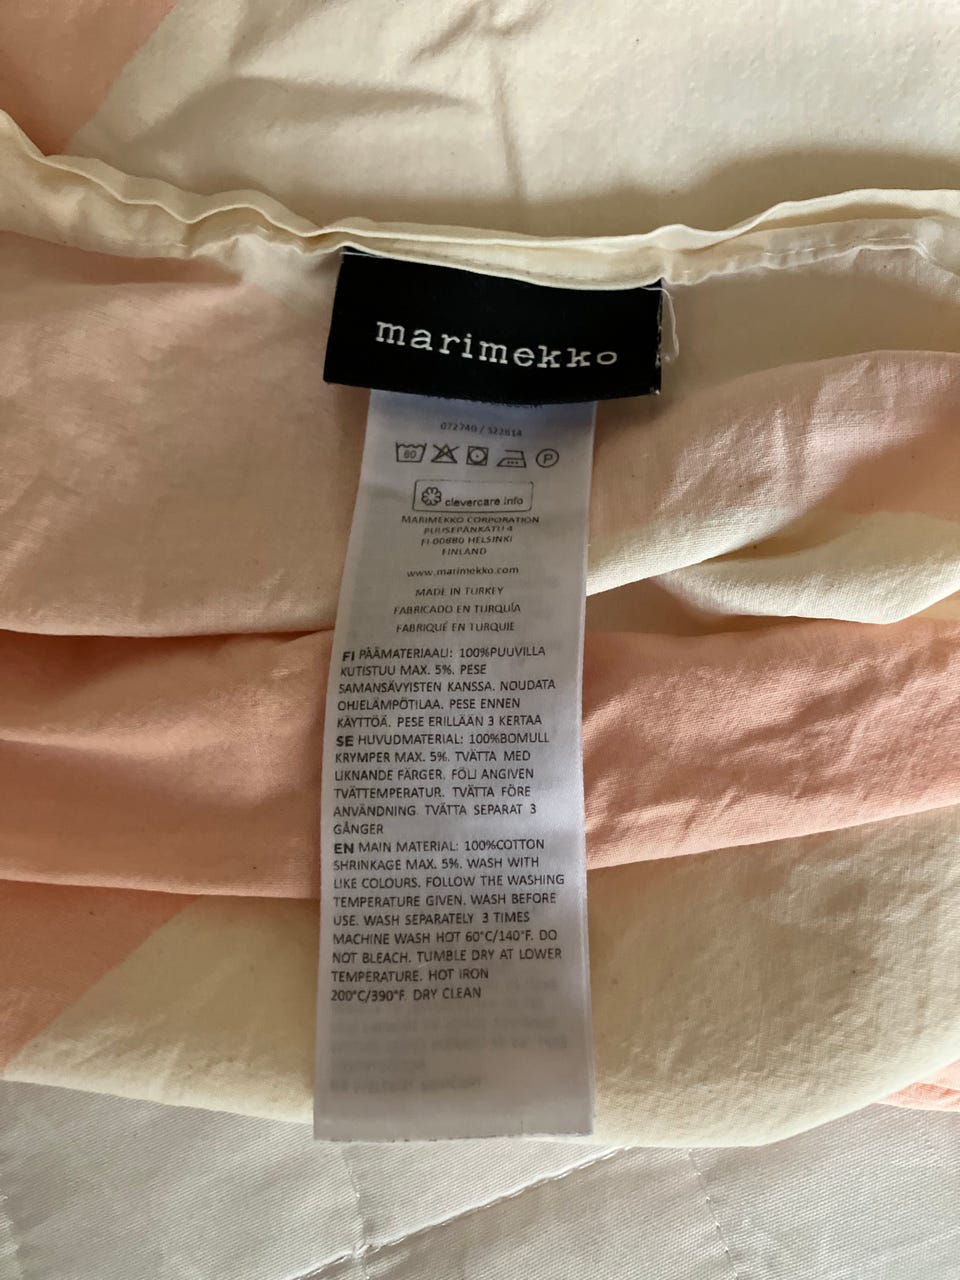 marimekko
072740 / 522614
60
P
clevercare.info
MARIMEKKO CORPORATION
PUUSEPÄNKATU 4
FI-00880 HELSINKI
FINLAND
www.marimekko.com
MADE IN TURKEY
FABRICADO EN TURQUÍA
FABRIQUÉ EN TURQUIE
FI PÄÄMATERIAALI: 100%PUUVILLA
KUTISTUU MAX. 5%. PESE
SAMANSÄVYISTEN KANSSA. NOUDATA
OHJELÄMPÖTILAA. PESE ENNEN
KÄYTTÖÄ. PESE ERILLÄÄN 3 KERTAA
SE HUVUDMATERIAL: 100%BOMULL
KRYMPER MAX. 5%. TVÄTTA MED
LIKNANDE FÄRGER. FÖLJ ANGIVEN
TVÄTTEMPERATUR. TVÄTTA FÖRE
ANVÄNDNING. TVÄTTA SEPARAT 3
GÅNGER
EN MAIN MATERIAL: 100%COTTON
SHRINKAGE MAX. 5%. WASH WITH
LIKE COLOURS. FOLLOW THE WASHING
TEMPERATURE GIVEN. WASH BEFORE
USE. WASH SEPARATELY 3 TIMES
MACHINE WASH HOT 60°C/140°F. DO
NOT BLEACH. TUMBLE DRY AT LOWER
TEMPERATURE. HOT IRON
200°C/390°F. DRY CLEAN